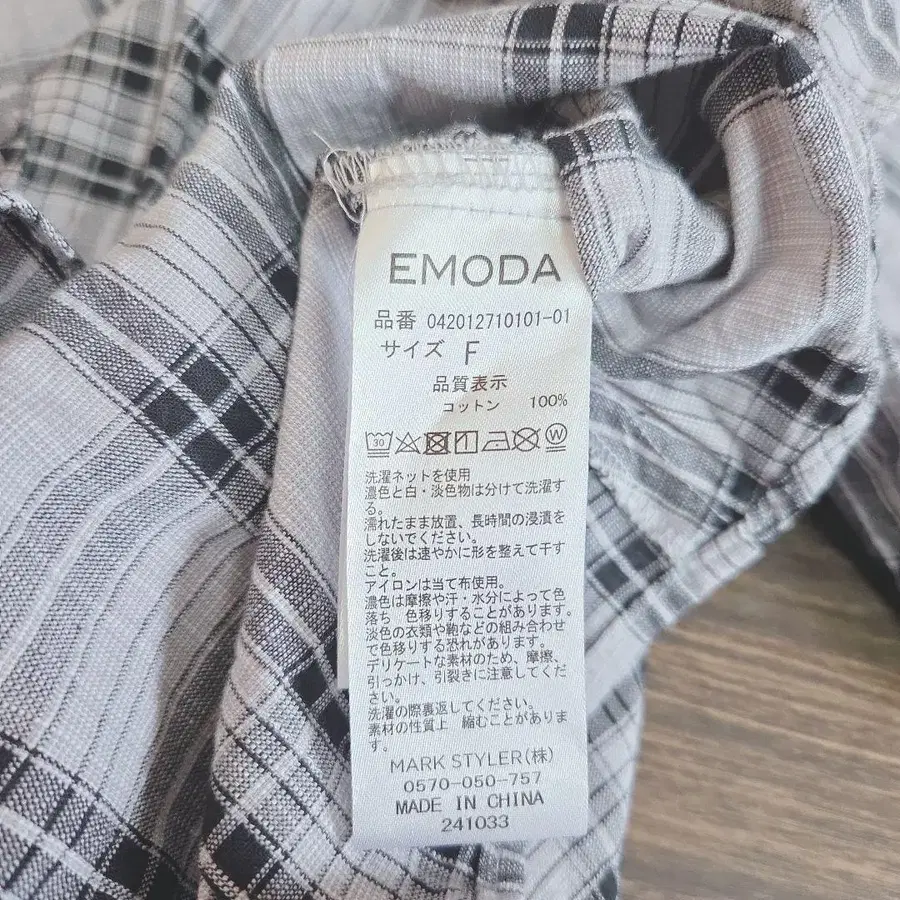 EMODA
品番 042012710101-01
サイズ F
品質表示
コットン 100%
30
W
洗濯ネットを使用
濃色と白・淡色物は分けて洗濯す
る。
濡れたまま放置、長時間の浸漬を
しないでください。
洗濯後は速やかに形を整えて干す
こと。
アイロンは当て布使用。
濃色は摩擦や汗・水分によって色
落ち 色移りすることがあります。
淡色の衣類や鞄などの組み合わせ
で色移りする恐れがあります。
デリケートな素材のため、摩擦、
引っかけ、引裂きに注意してくだ
さい。
洗濯の際裏返してください。
素材の性質上 縮むことがありま
す。
MARK STYLER(株)
0570-050-757
MADE IN CHINA
241033